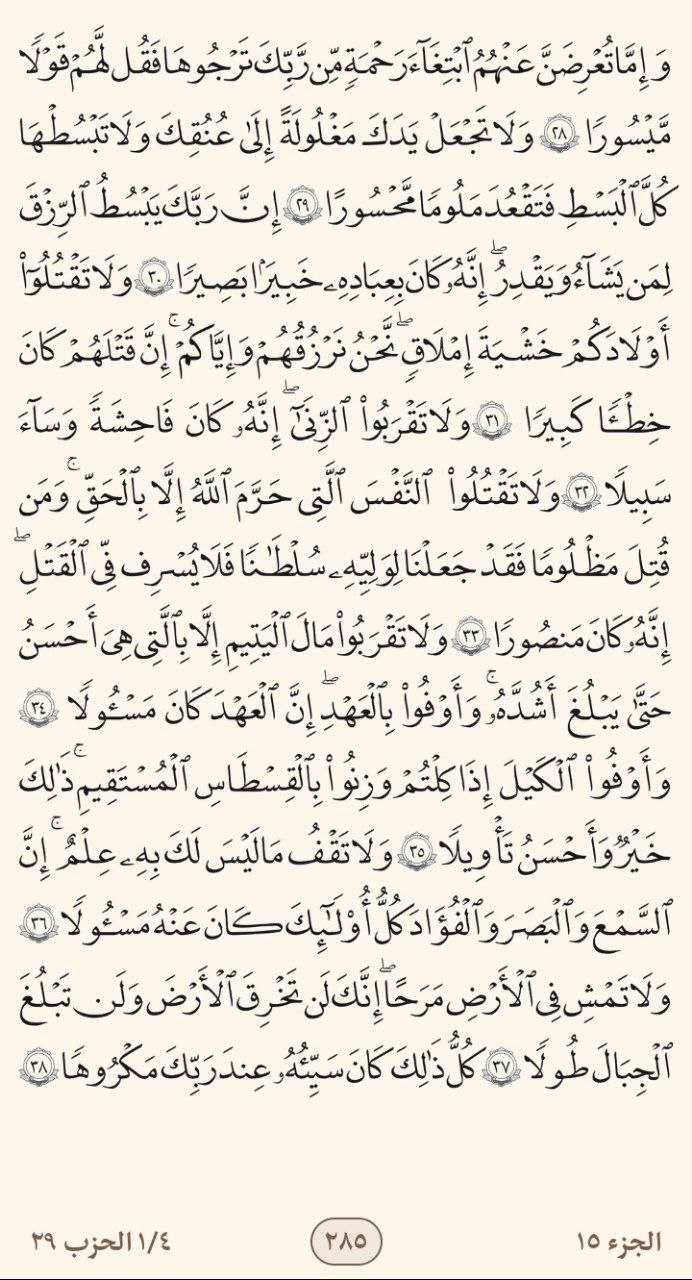 وَإِمَّا تُعۡرِضَنَّ عَنۡهُمُ ٱبۡتِغَآءَ رَحۡمَةٖ مِّن رَّبِّكَ تَرۡجُوهَا فَقُل لَّهُمۡ قَوۡلٗا
مَّيۡسُورٗا ٢٨ وَلَا تَجۡعَلۡ يَدَكَ مَغۡلُولَةً إِلَىٰ عُنُقِكَ وَلَا تَبۡسُطۡهَا
كُلَّ ٱلۡبَسۡطِ فَتَقۡعُدَ مَلُومٗا مَّحۡسُورًا ٢٩ إِنَّ رَبَّكَ يَبۡسُطُ ٱلرِّزۡقَ
لِمَن يَشَآءُ وَيَقۡدِرُۚ إِنَّهُۥ كَانَ بِعِبَادِهِۦ خَبِيرَۢا بَصِيرٗا ٣٠ وَلَا تَقۡتُلُوٓاْ
أَوۡلَٰدَكُمۡ خَشۡيَةَ إِمۡلَٰقٖۖ نَّحۡنُ نَرۡزُقُهُمۡ وَإِيَّاكُمۡۚ إِنَّ قَتۡلَهُمۡ كَانَ
خِطۡـٔٗا كَبِيرٗا ٣١ وَلَا تَقۡرَبُواْ ٱلزِّنَىٰٓۖ إِنَّهُۥ كَانَ فَٰحِشَةٗ وَسَآءَ
سَبِيلٗا ٣٢ وَلَا تَقۡتُلُواْ ٱلنَّفۡسَ ٱلَّتِي حَرَّمَ ٱللَّهُ إِلَّا بِٱلۡحَقِّۗ وَمَن
قُتِلَ مَظۡلُومٗا فَقَدۡ جَعَلۡنَا لِوَلِيِّهِۦ سُلۡطَٰنٗا فَلَا يُسۡرِف فِّي ٱلۡقَتۡلِۖ
إِنَّهُۥ كَانَ مَنصُورٗا ٣٣ وَلَا تَقۡرَبُواْ مَالَ ٱلۡيَتِيمِ إِلَّا بِٱلَّتِي هِيَ أَحۡسَنُ
حَتَّىٰ يَبۡلُغَ أَشُدَّهُۥۚ وَأَوۡفُواْ بِٱلۡعَهۡدِۖ إِنَّ ٱلۡعَهۡدَ كَانَ مَسۡـُٔولٗا ٣٤
وَأَوۡفُواْ ٱلۡكَيۡلَ إِذَا كِلۡتُمۡ وَزِنُواْ بِٱلۡقِسۡطَاسِ ٱلۡمُسۡتَقِيمِۚ ذَٰلِكَ
خَيۡرٞ وَأَحۡسَنُ تَأۡوِيلٗا ٣٥ وَلَا تَقۡفُ مَا لَيۡسَ لَكَ بِهِۦ عِلۡمٌۚ إِنَّ
ٱلسَّمۡعَ وَٱلۡبَصَرَ وَٱلۡفُؤَادَ كُلُّ أُوْلَٰٓئِكَ كَانَ عَنۡهُ مَسۡـُٔولٗا ٣٦
وَلَا تَمۡشِ فِي ٱلۡأَرۡضِ مَرَحًاۖ إِنَّكَ لَن تَخۡرِقَ ٱلۡأَرۡضَ وَلَن تَبۡلُغَ
ٱلۡجِبَالَ طُولٗا ٣٧ كُلُّ ذَٰلِكَ كَانَ سَيِّئُهُۥ عِندَ رَبِّكَ مَكۡرُوهٗا ٣٨
الجزء ١٥ ٢٨٥ ١/٤ الحزب ٢٩